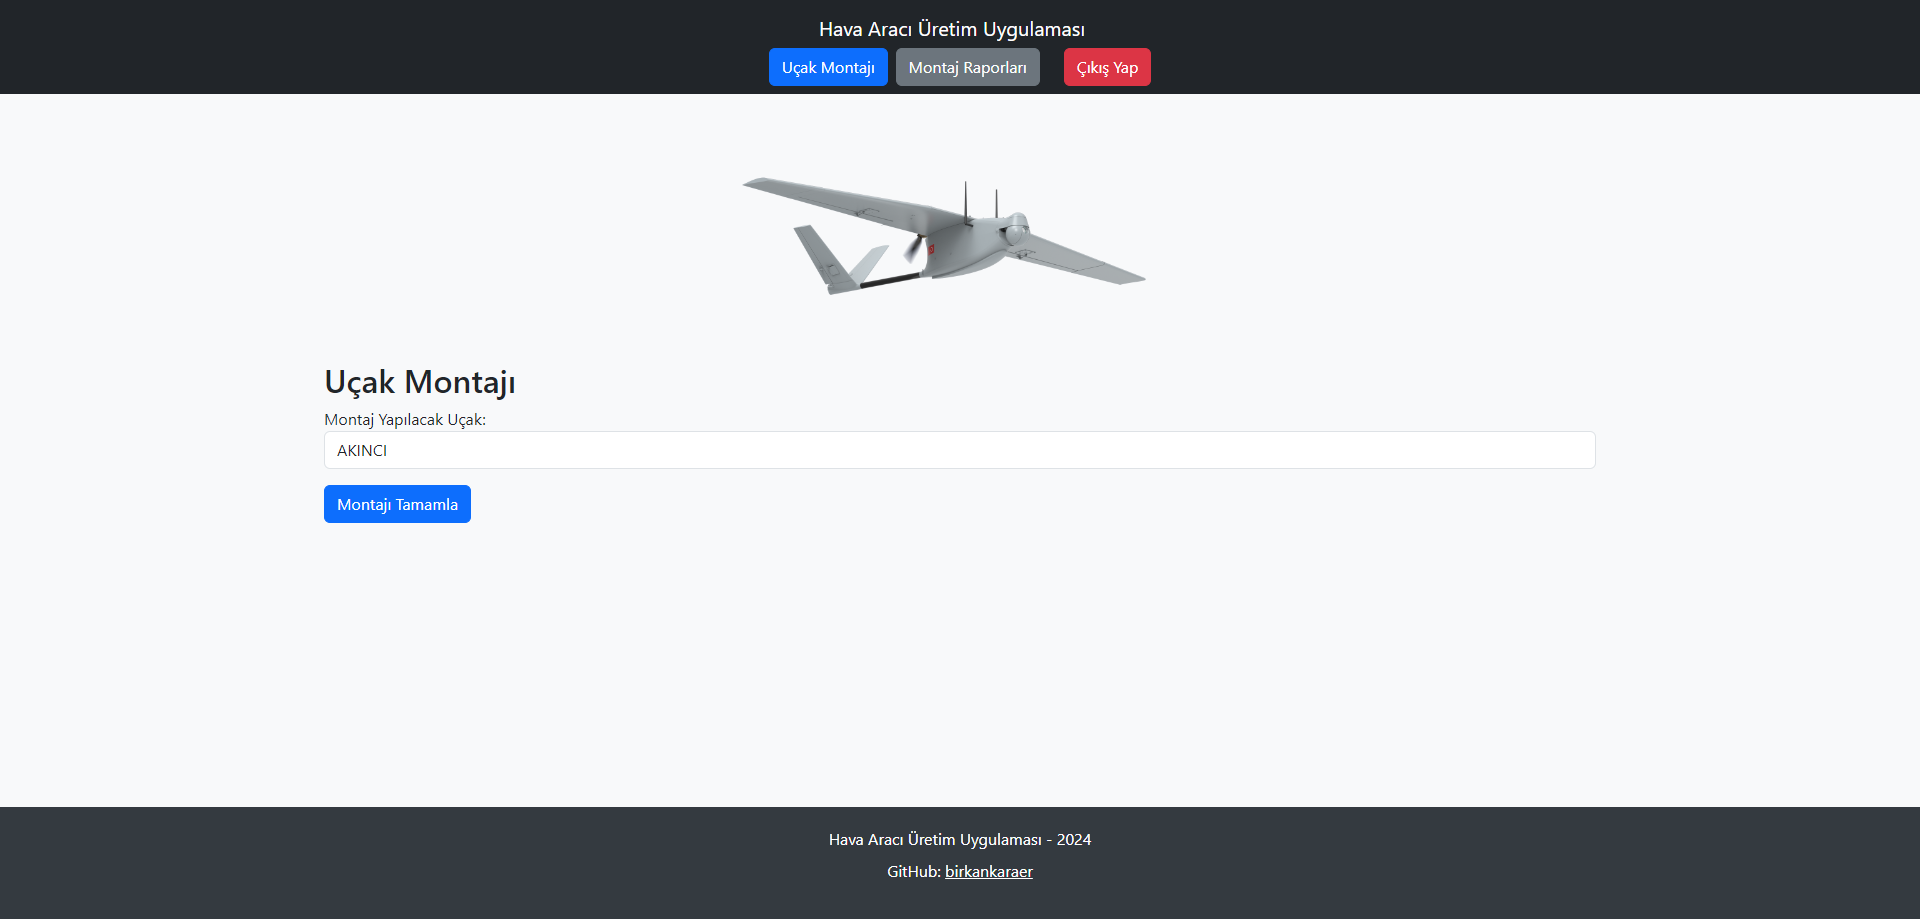 Hava Aracı Üretim Uygulaması
Uçak Montajı Montaj Raporları Çıkış Yap
Uçak Montajı
Montaj Yapılacak Uçak:
AKINCI
Montajı Tamamla
Hava Aracı Üretim Uygulaması - 2024
GitHub: birkankaraer